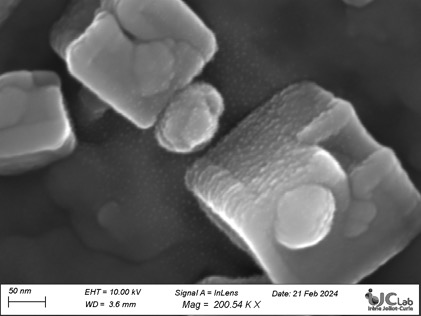 50 nm
EHT = 10.00 kV
Signal A = InLens
Date: 21 Feb 2024
WD = 3.6 mm
Mag = 200.54 K X
iJCLab
Irène Joliot-Curie